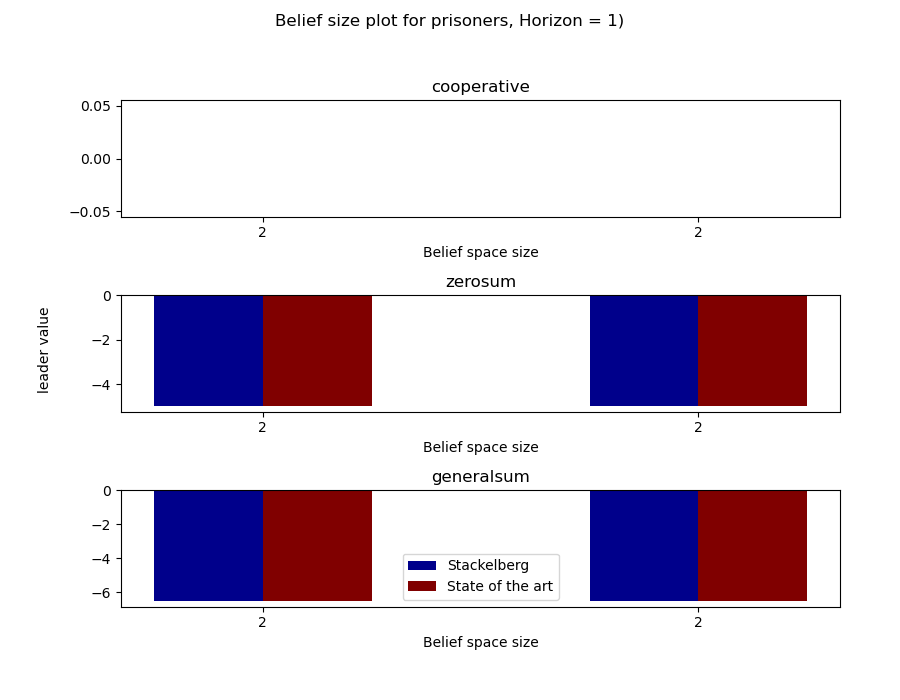 Belief size plot for prisoners, Horizon = 1)
cooperative
0.05
0.00
−0.05
2 2
Belief space size
zerosum
0
−2
−4
2 2
Belief space size
leader value
generalsum
0
−2
−4
−6
Stackelberg
State of the art
2 2
Belief space size